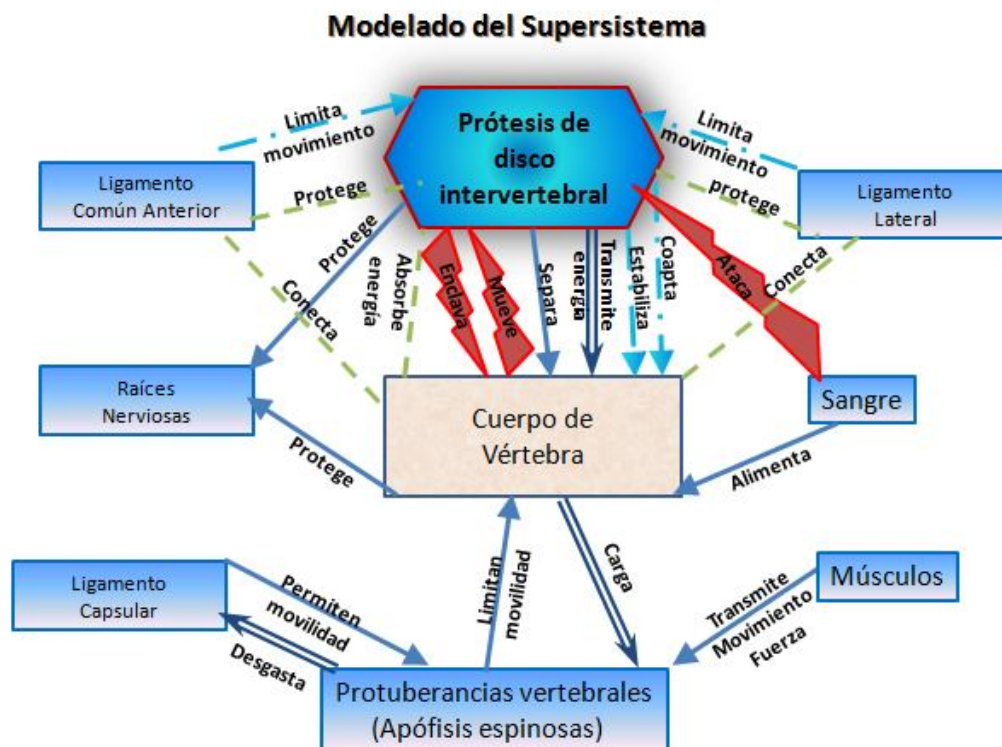 Modelado del Supersistema
Limita
movimiento
Prótesis de
disco
intervertebral
Limita
movimiento
Ligamento
Común Anterior
Protege
protege
Ligamento
Lateral
Protege
Conecta
Absorbe
energía
Enclava
Mueve
Separa
Transmite
energía
Estabiliza
Coapta
Ataca
Conecta
Raíces
Nerviosas
Cuerpo de
Vértebra
Sangre
Protege
Alimenta
Ligamento
Capsular
Permiten
movilidad
Desgasta
Limitan
movilidad
Carga
Músculos
Transmite
Movimiento
Fuerza
Protuberancias vertebrales
(Apófisis espinosas)